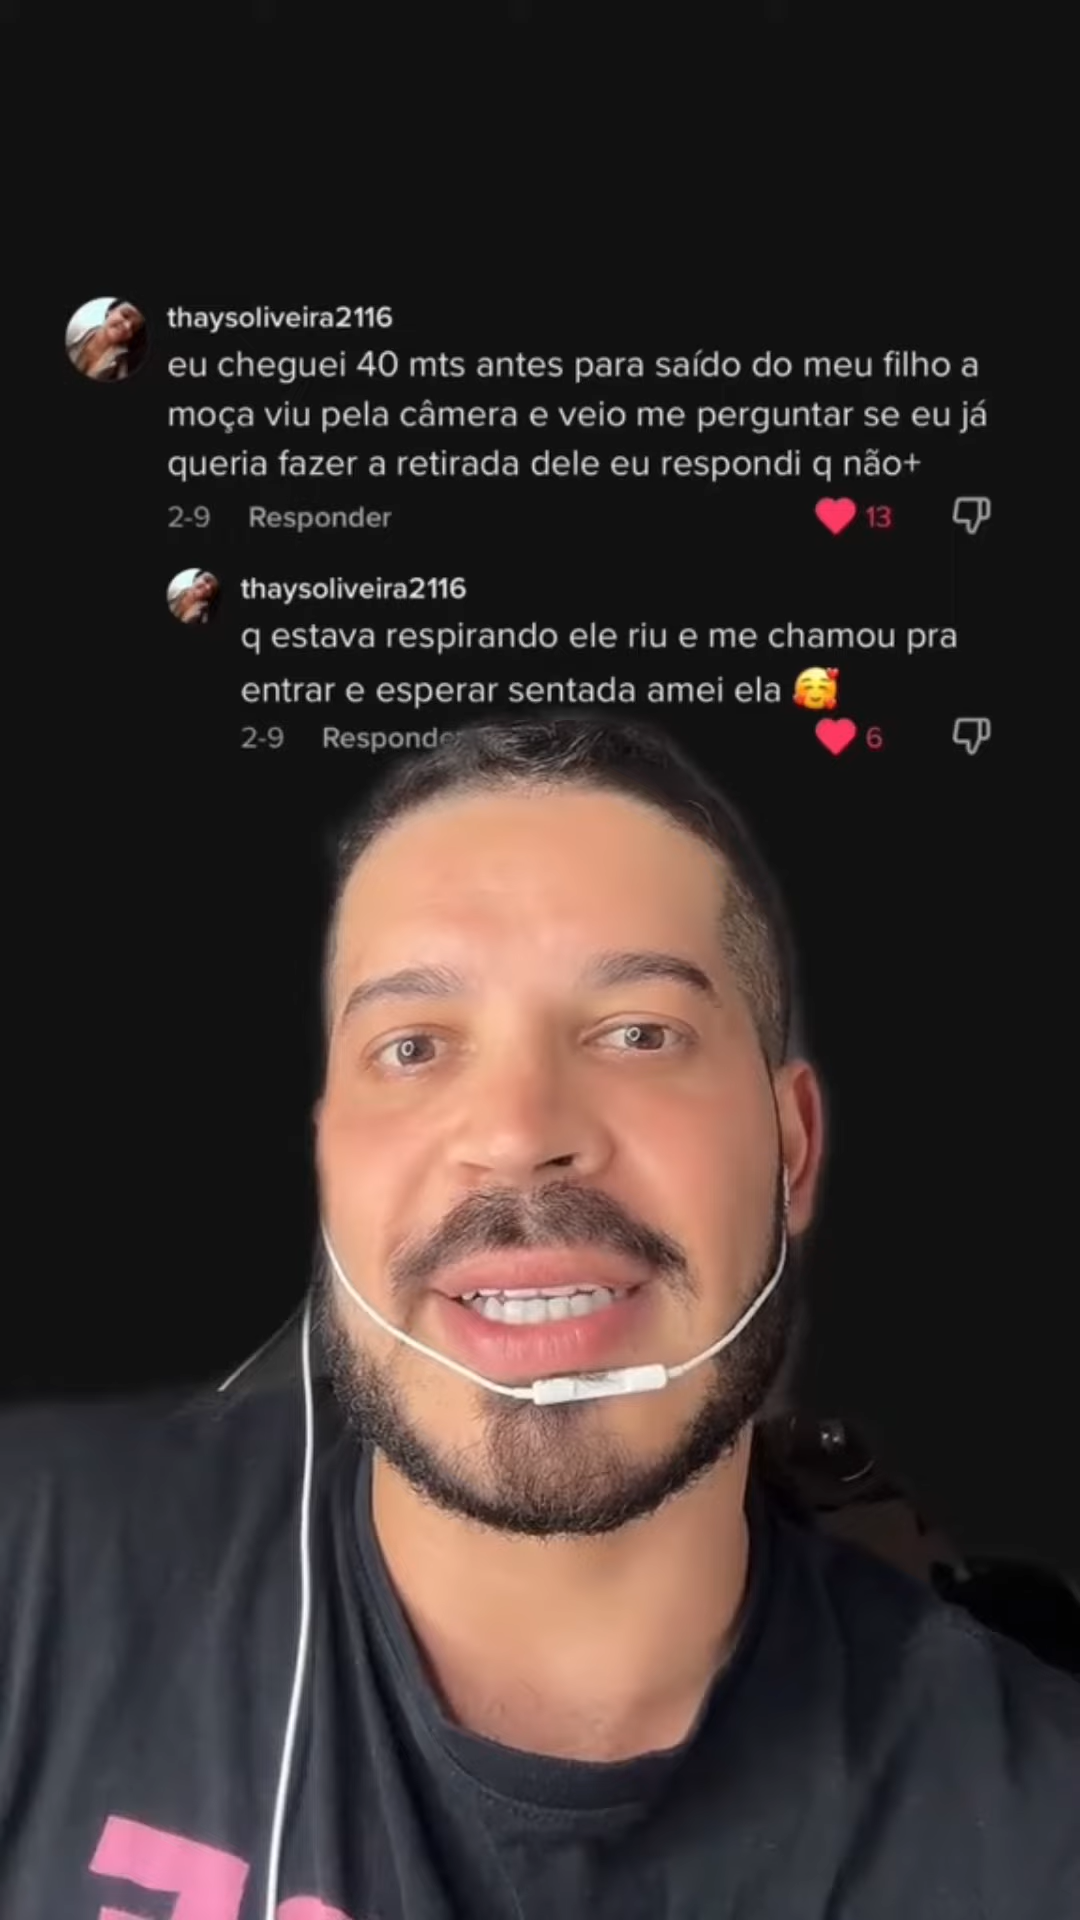 thaysoliveira2116
eu cheguei 40 mts antes para saído do meu filho a
moça viu pela câmera e veio me perguntar se eu já
queria fazer a retirada dele eu respondi q não+
2-9 Responder 13
thaysoliveira2116
q estava respirando ele riu e me chamou pra
entrar e esperar sentada amei ela 🥰
2-9 Responde 6